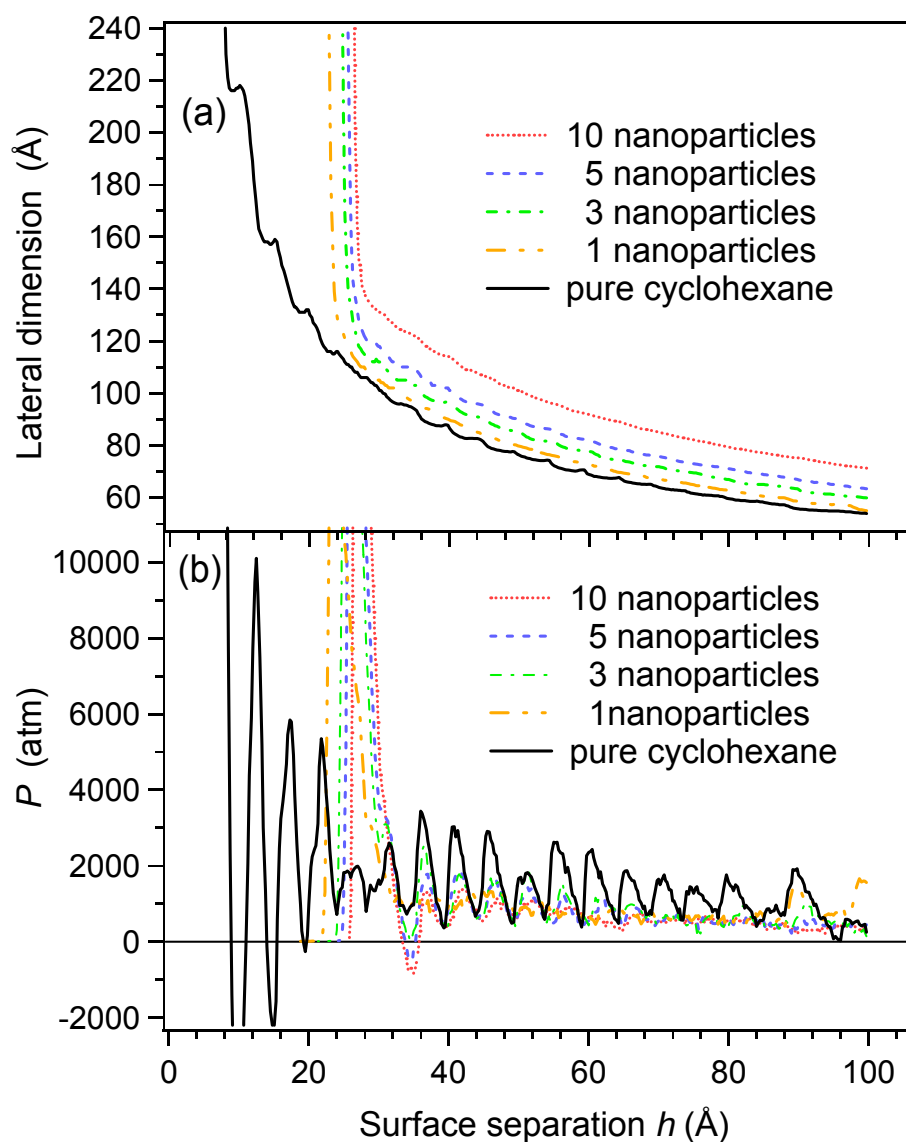 240
220
200
180
160
140
120
100
80
60
Lateral dimension (Å)
(a)
10 nanoparticles
5 nanoparticles
3 nanoparticles
1 nanoparticles
pure cyclohexane
10000
8000
6000
4000
2000
0
-2000
P (atm)
(b)
10 nanoparticles
5 nanoparticles
3 nanoparticles
1nanoparticles
pure cyclohexane
0 20 40 60 80 100
Surface separation h (Å)